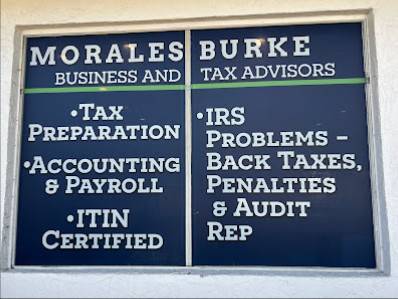 MORALES BURKE
BUSINESS AND TAX ADVISORS
•TAX
PREPARATION
•ACCOUNTING
& PAYROLL
•ITIN
CERTIFIED
•IRS
PROBLEMS –
BACK TAXES,
PENALTIES
& AUDIT
REP